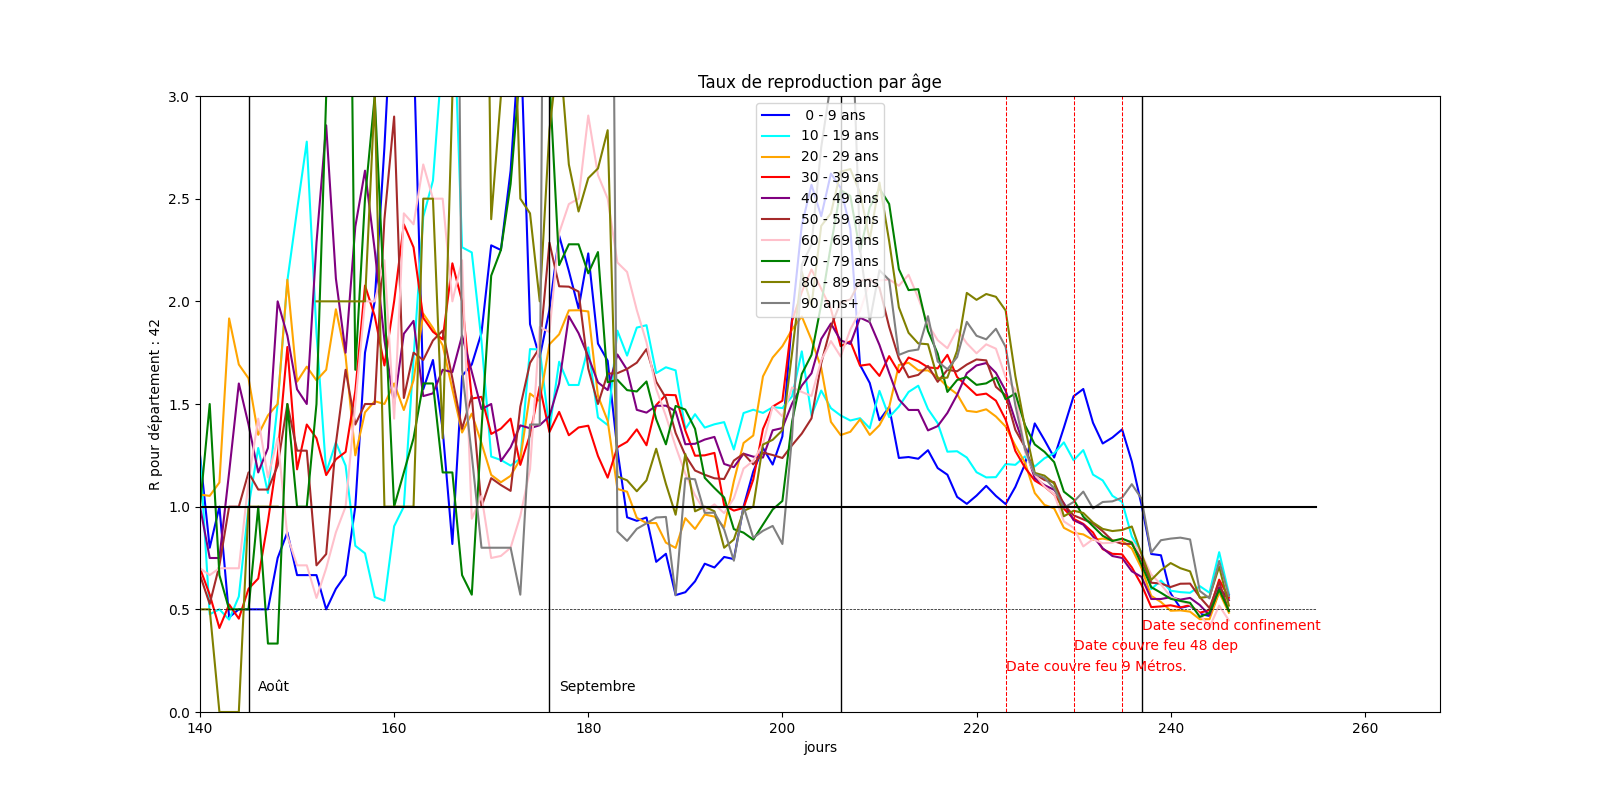 Taux de reproduction par âge
R pour département : 42
3.0
2.5
2.0
1.5
1.0
0.5
0.0
0 - 9 ans
10 - 19 ans
20 - 29 ans
30 - 39 ans
40 - 49 ans
50 - 59 ans
60 - 69 ans
70 - 79 ans
80 - 89 ans
90 ans+
Date second confinement
Date couvre feu 48 dep
Date couvre feu 9 Métros.
Août
Septembre
140
160
180
200
220
240
260
jours